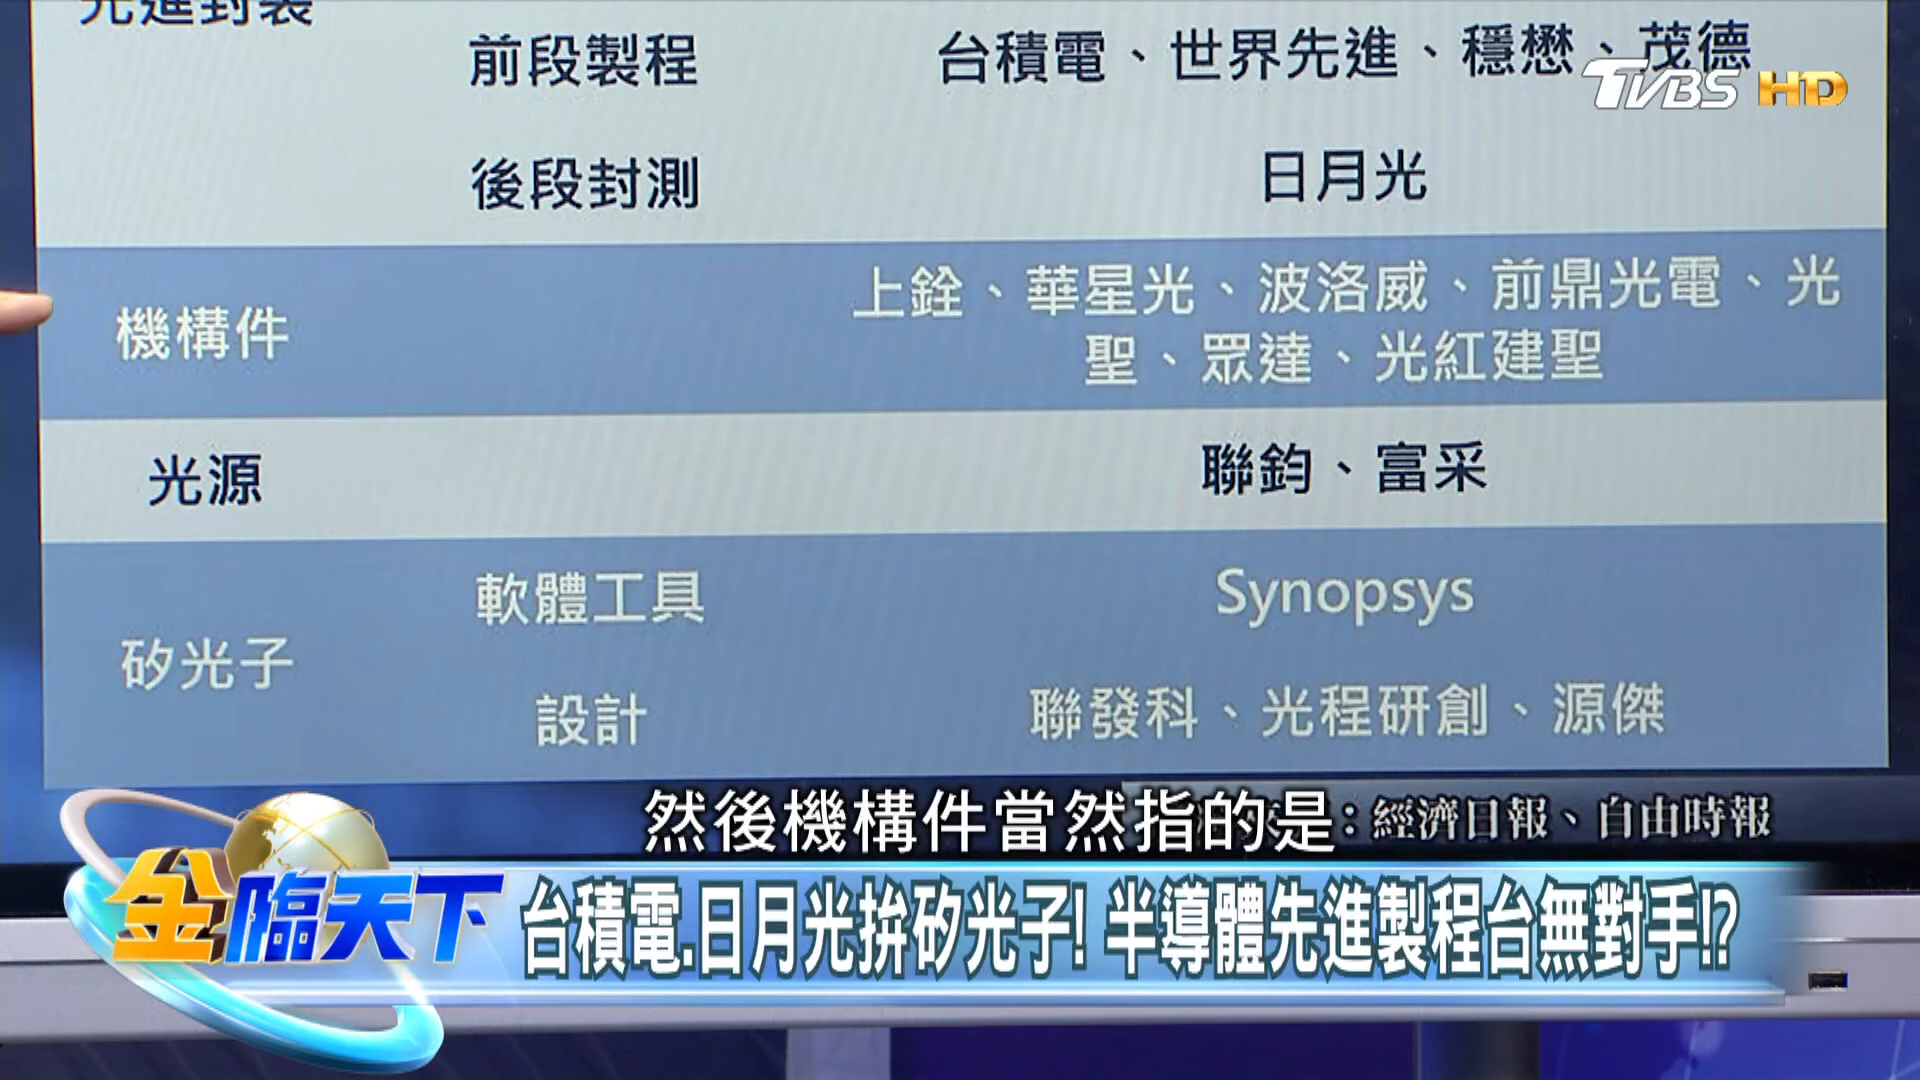 先進封裝
前段製程
台積電、世界先進、穩懋、茂德
TVBS HD
後段封測
日月光
機構件
上銓、華星光、波洛威、前鼎光電、光
聖、眾達、光紅建聖
光源
聯鈞、富采
矽光子
軟體工具
Synopsys
設計
聯發科、光程研創、源傑
然後機構件當然指的是
：經濟日報、自由時報
金臨天下
台積電.日月光拚矽光子! 半導體先進製程台無對手!?